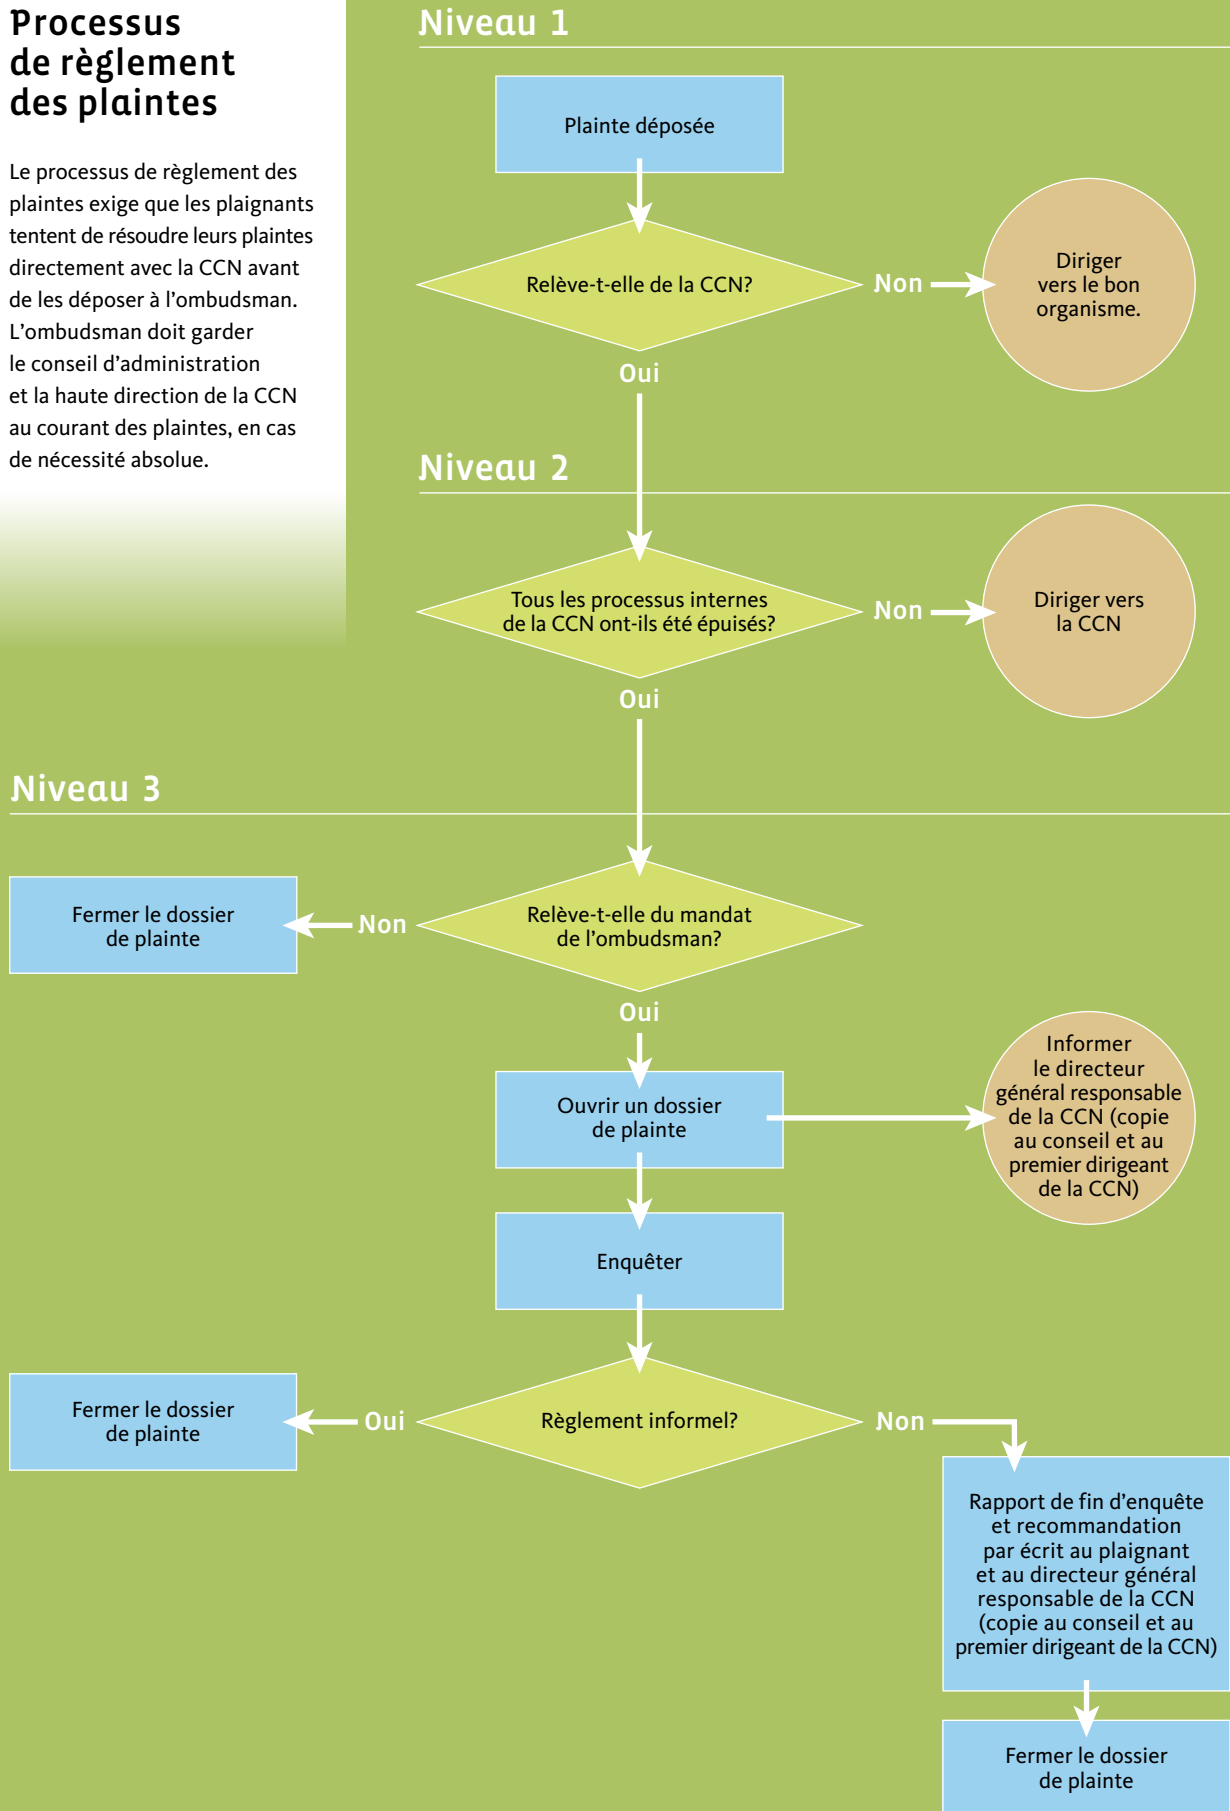 Processus
de règlement
des plaintes
Le processus de règlement des
plaintes exige que les plaignants
tentent de résoudre leurs plaintes
directement avec la CCN avant
de les déposer à l’ombudsman.
L’ombudsman doit garder
le conseil d’administration
et la haute direction de la CCN
au courant des plaintes, en cas
de nécessité absolue.
Niveau 1
Plainte déposée
Relève-t-elle de la CCN?
Non
Diriger
vers le bon
organisme.
Oui
Niveau 2
Tous les processus internes
de la CCN ont-ils été épuisés?
Non
Diriger vers
la CCN
Oui
Niveau 3
Relève-t-elle du mandat
de l’ombudsman?
Non
Fermer le dossier
de plainte
Oui
Ouvrir un dossier
de plainte
Informer
le directeur
général responsable
de la CCN (copie
au conseil et au
premier dirigeant
de la CCN)
Enquêter
Règlement informel?
Oui
Fermer le dossier
de plainte
Non
Rapport de fin d’enquête
et recommandation
par écrit au plaignant
et au directeur général
responsable de la CCN
(copie au conseil et au
premier dirigeant de la CCN)
Fermer le dossier
de plainte